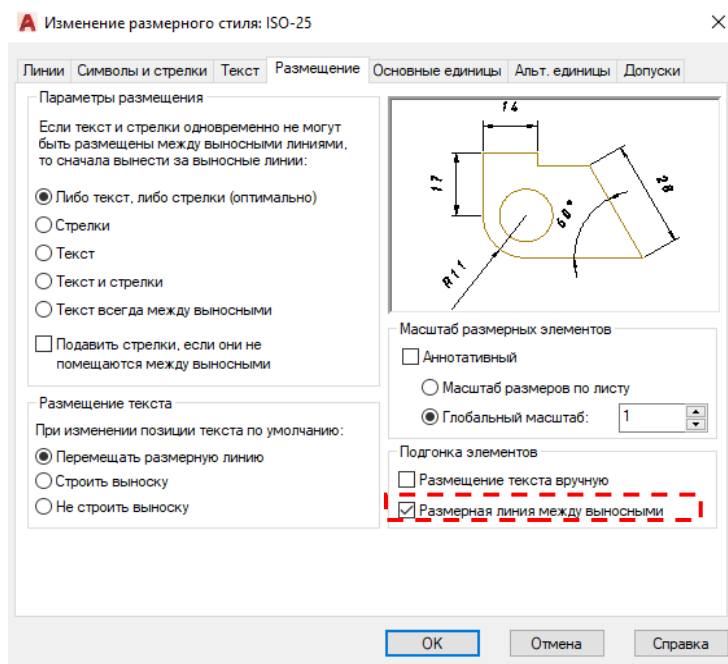 Изменение размерного стиля: ISO-25
Линии
Символы и стрелки
Текст
Размещение
Основные единицы
Альт. единицы
Допуски
Параметры размещения
Если текст и стрелки одновременно не могут
быть размещены между выносными линиями,
то сначала вынести за выносные линии:
Либо текст, либо стрелки (оптимально)
Стрелки
Текст
Текст и стрелки
Текст всегда между выносными
Подавить стрелки, если они не
помещаются между выносными
Размещение текста
При изменении позиции текста по умолчанию:
Перемещать размерную линию
Строить выноску
Не строить выноску
14
17
28
60°
R11
Масштаб размерных элементов
Аннотативный
Масштаб размеров по листу
Глобальный масштаб:
1
Подгонка элементов
Размещение текста вручную
Размерная линия между выносными
OK
Отмена
Справка